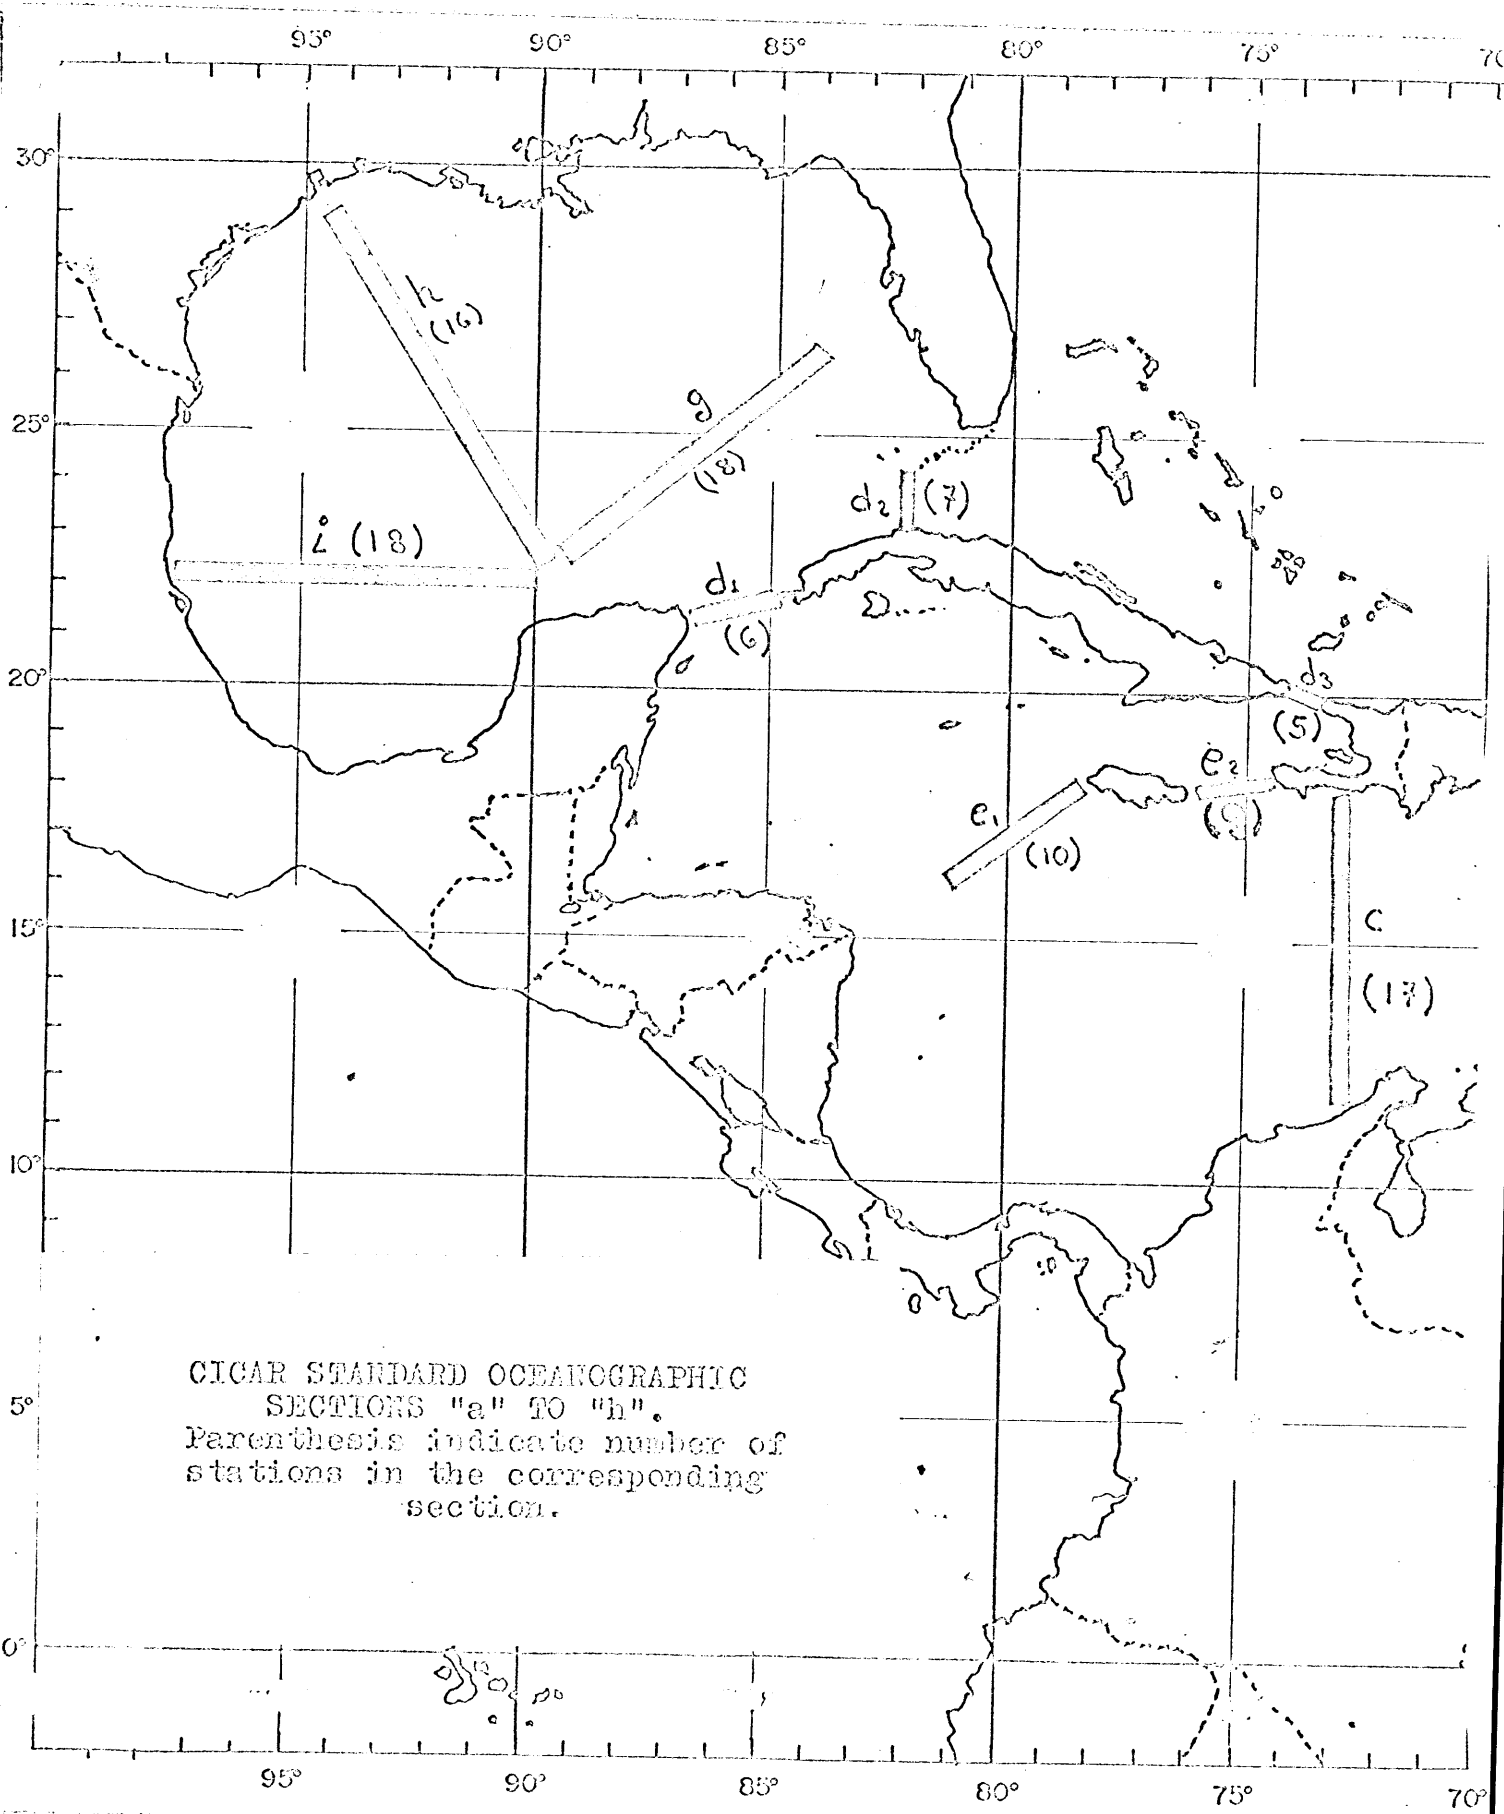 95° 90° 85° 80° 75°
30°
h
(16)
g
25°
(18)
d2 (7)
i (18)
d1
(6)
20°
d3
(5)
e2
e1
(10)
15°
c
(17)
10°
CICAR STANDARD OCEANOGRAPHIC
SECTIONS "a" TO "h".
Parenthesis indicate number of
stations in the corresponding
section.
5°
0°
95° 90° 85° 80° 75° 70°